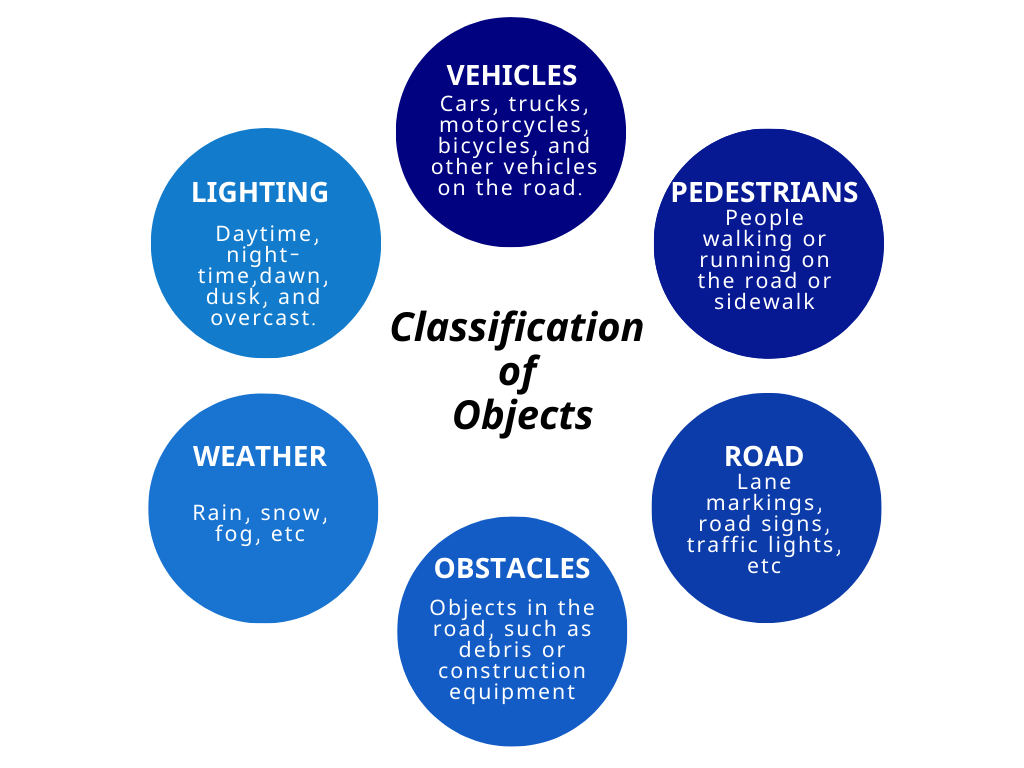 VEHICLES
Cars, trucks,
motorcycles,
bicycles, and
other vehicles
on the road.
PEDESTRIANS
People
walking or
running on
the road or
sidewalk
LIGHTING
Daytime,
night-
time,dawn,
dusk, and
overcast.
Classification
of
Objects
WEATHER
Rain, snow,
fog, etc
ROAD
Lane
markings,
road signs,
traffic lights,
etc
OBSTACLES
Objects in the
road, such as
debris or
construction
equipment